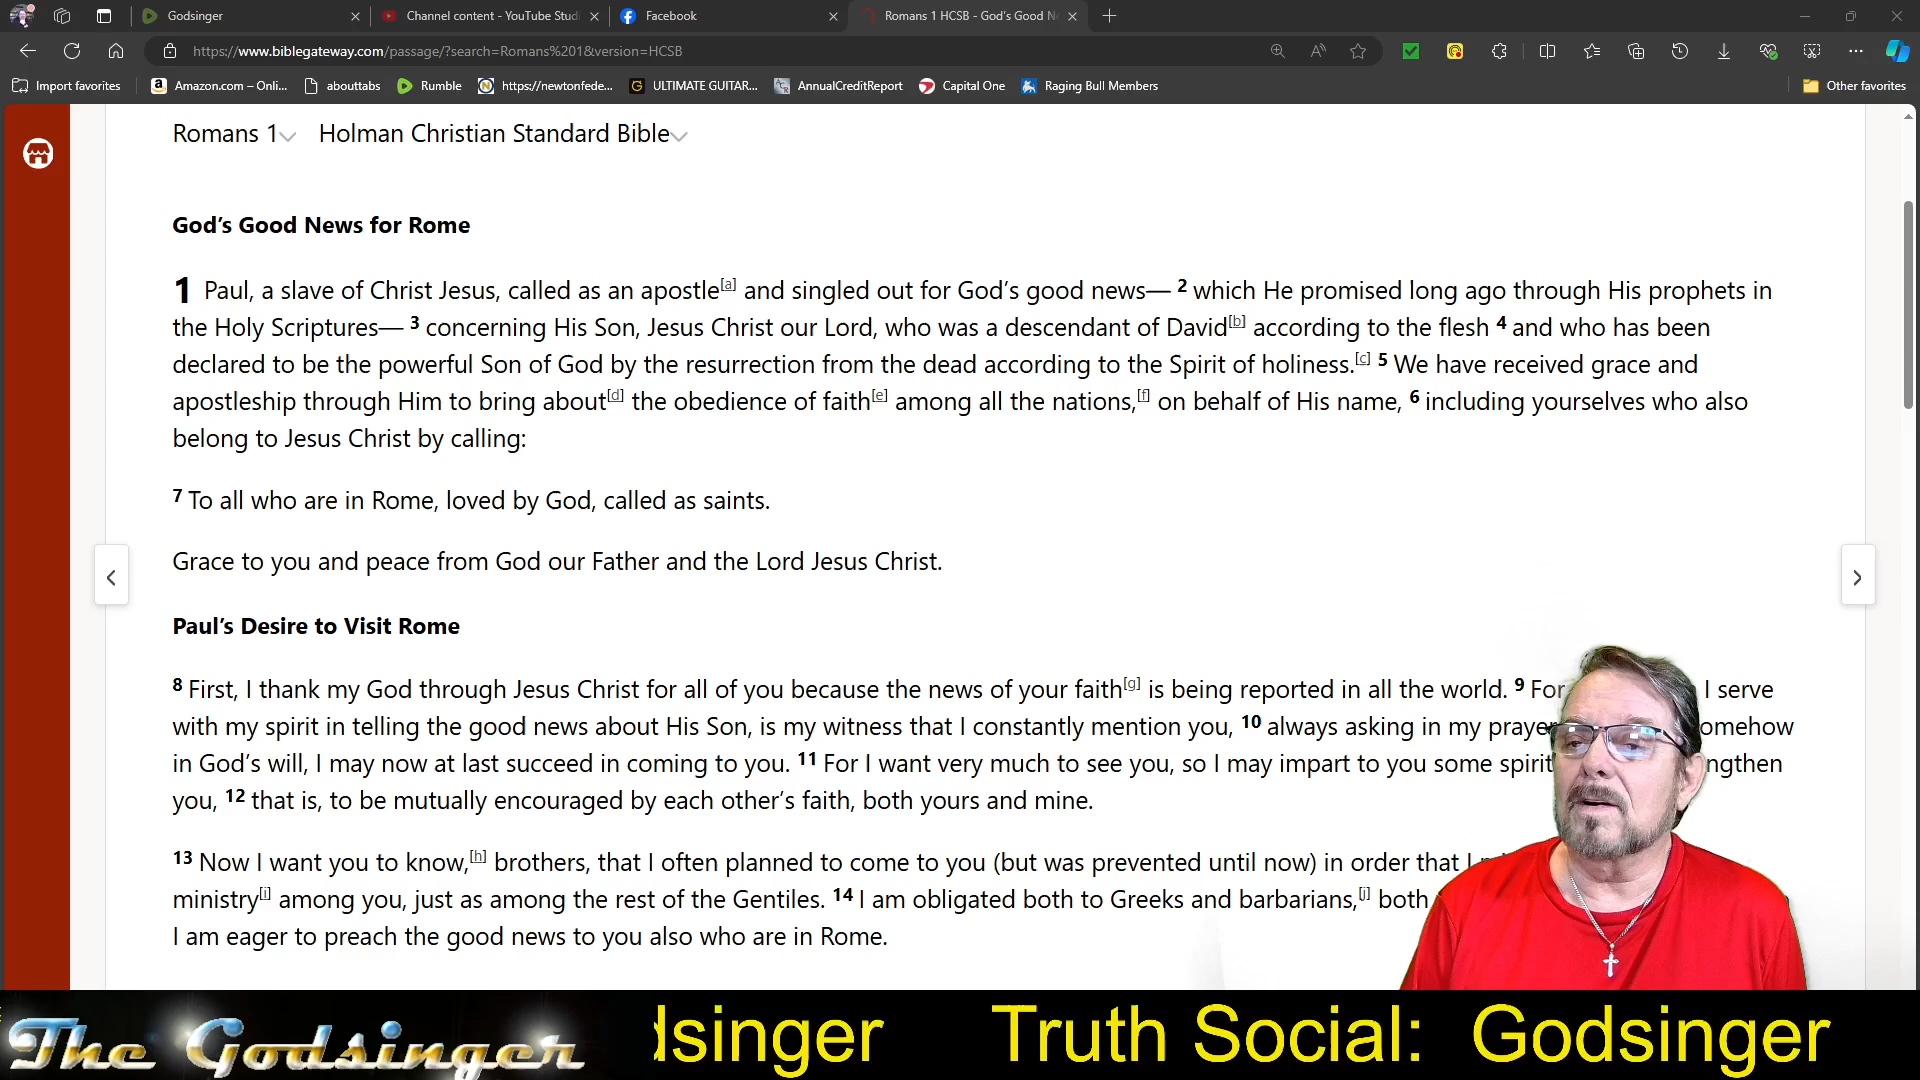 Godsinger
Channel content - YouTube Studi
Facebook
Romans 1 HCSB - God's Good Ne
https://www.biblegateway.com/passage/?search=Romans%201&version=HCSB
Import favorites
Amazon.com – Onli...
abouttabs
Rumble
https://newtonfede...
ULTIMATE GUITAR...
AnnualCreditReport
Capital One
Raging Bull Members
Other favorites
Romans 1 Holman Christian Standard Bible
God’s Good News for Rome
1 Paul, a slave of Christ Jesus, called as an apostle[a] and singled out for God’s good news— 2 which He promised long ago through His prophets in
the Holy Scriptures— 3 concerning His Son, Jesus Christ our Lord, who was a descendant of David[b] according to the flesh 4 and who has been
declared to be the powerful Son of God by the resurrection from the dead according to the Spirit of holiness.[c] 5 We have received grace and
apostleship through Him to bring about[d] the obedience of faith[e] among all the nations,[f] on behalf of His name, 6 including yourselves who also
belong to Jesus Christ by calling:
7 To all who are in Rome, loved by God, called as saints.
Grace to you and peace from God our Father and the Lord Jesus Christ.
Paul’s Desire to Visit Rome
8 First, I thank my God through Jesus Christ for all of you because the news of your faith[g] is being reported in all the world. 9 For I serve
with my spirit in telling the good news about His Son, is my witness that I constantly mention you, 10 always asking in my prayer omehow
in God’s will, I may now at last succeed in coming to you. 11 For I want very much to see you, so I may impart to you some spirit ngthen
you, 12 that is, to be mutually encouraged by each other’s faith, both yours and mine.
13 Now I want you to know,[h] brothers, that I often planned to come to you (but was prevented until now) in order that I
ministry[i] among you, just as among the rest of the Gentiles. 14 I am obligated both to Greeks and barbarians,[j] both
I am eager to preach the good news to you also who are in Rome.
The Godsinger
dsinger Truth Social: Godsinger